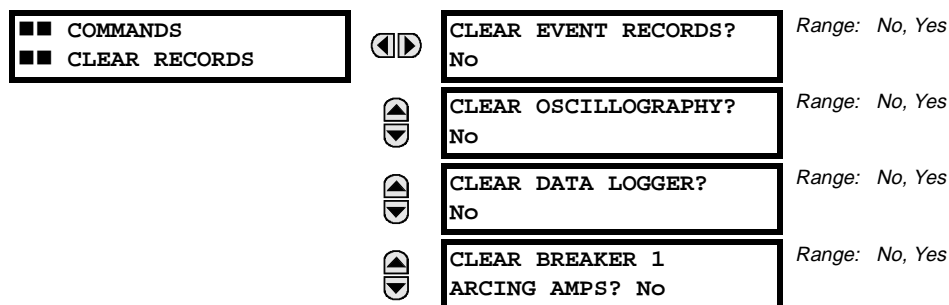 COMMANDS
CLEAR RECORDS
CLEAR EVENT RECORDS?
No
Range: No, Yes
CLEAR OSCILLOGRAPHY?
No
Range: No, Yes
CLEAR DATA LOGGER?
No
Range: No, Yes
CLEAR BREAKER 1
ARCING AMPS? No
Range: No, Yes